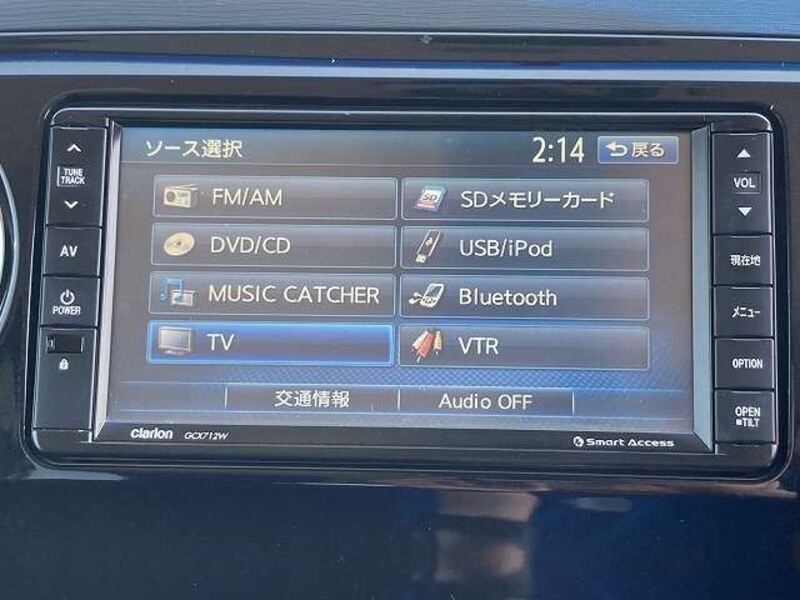 ソース選択
2:14
戻る
FM/AM
SDメモリーカード
DVD/CD
USB/iPod
MUSIC CATCHER
Bluetooth
TV
VTR
交通情報
Audio OFF
TUNE
TRACK
AV
POWER
VOL
現在地
メニュー
OPTION
OPEN
TILT
clarion GCX712W
Smart Access